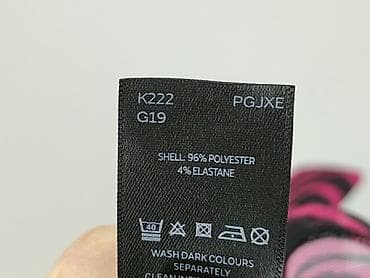 K222 PGJXE
G19
SHELL: 96% POLYESTER
4% ELASTANE
40
WASH DARK COLOURS
SEPARATELY